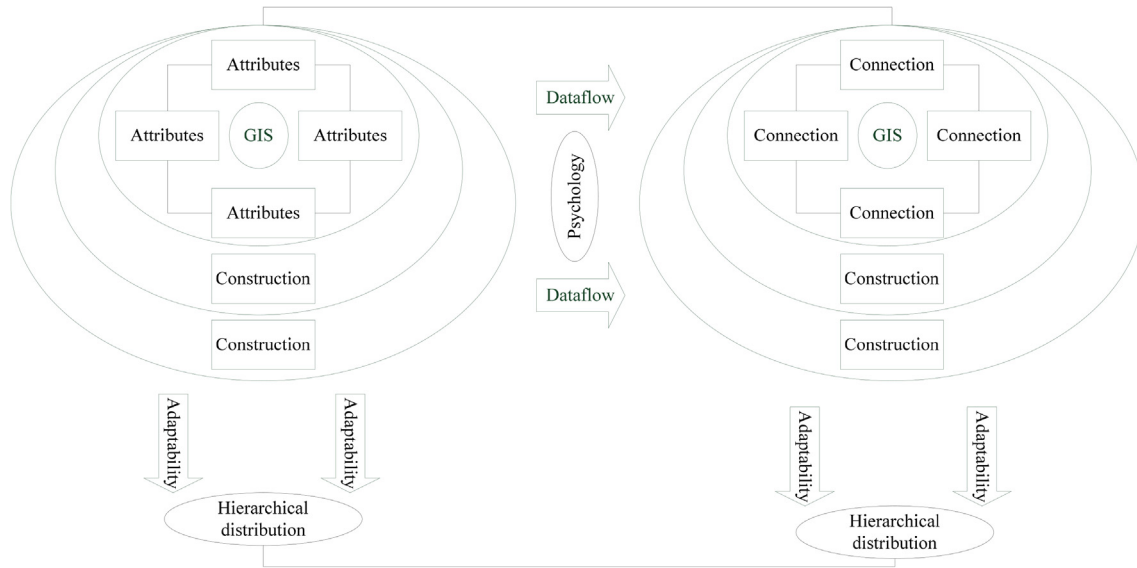 Attributes
Attributes
GIS
Attributes
Attributes
Construction
Construction
Adaptability
Adaptability
Hierarchical
distribution
Dataflow
Psychology
Dataflow
Connection
Connection
GIS
Connection
Connection
Construction
Construction
Adaptability
Adaptability
Hierarchical
distribution